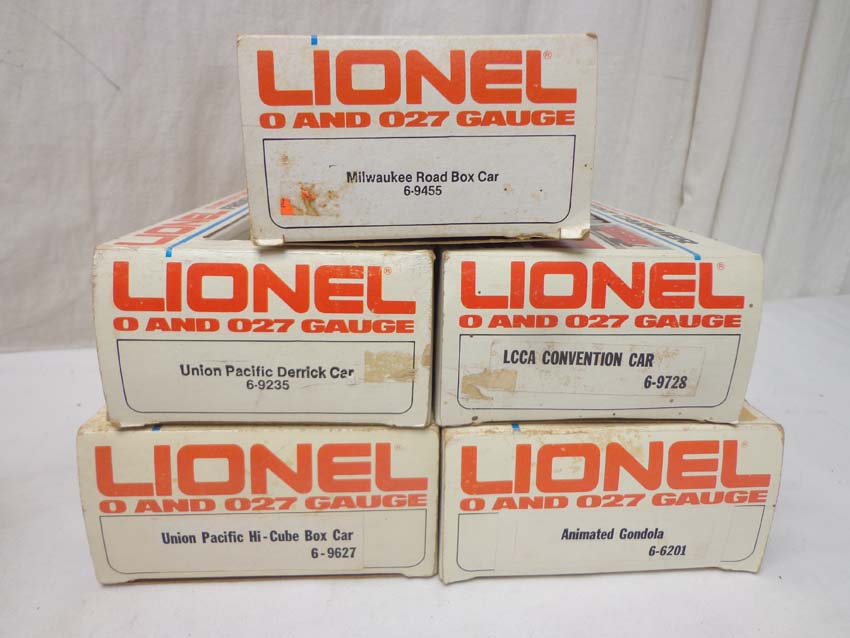 LIONEL®
O AND O27 GAUGE
Milwaukee Road Box Car
6-9455
LIONEL
LIONEL®
O AND O27 GAUGE
Union Pacific Derrick Car
6-9235
LIONEL®
O AND O27 GAUGE
LCCA CONVENTION CAR
6-9728
LIONEL
O AND O27 GAUGE
Union Pacific Hi-Cube Box Car
6-9627
LIONEL®
O AND O27 GAUGE
Animated Gondola
6-6201